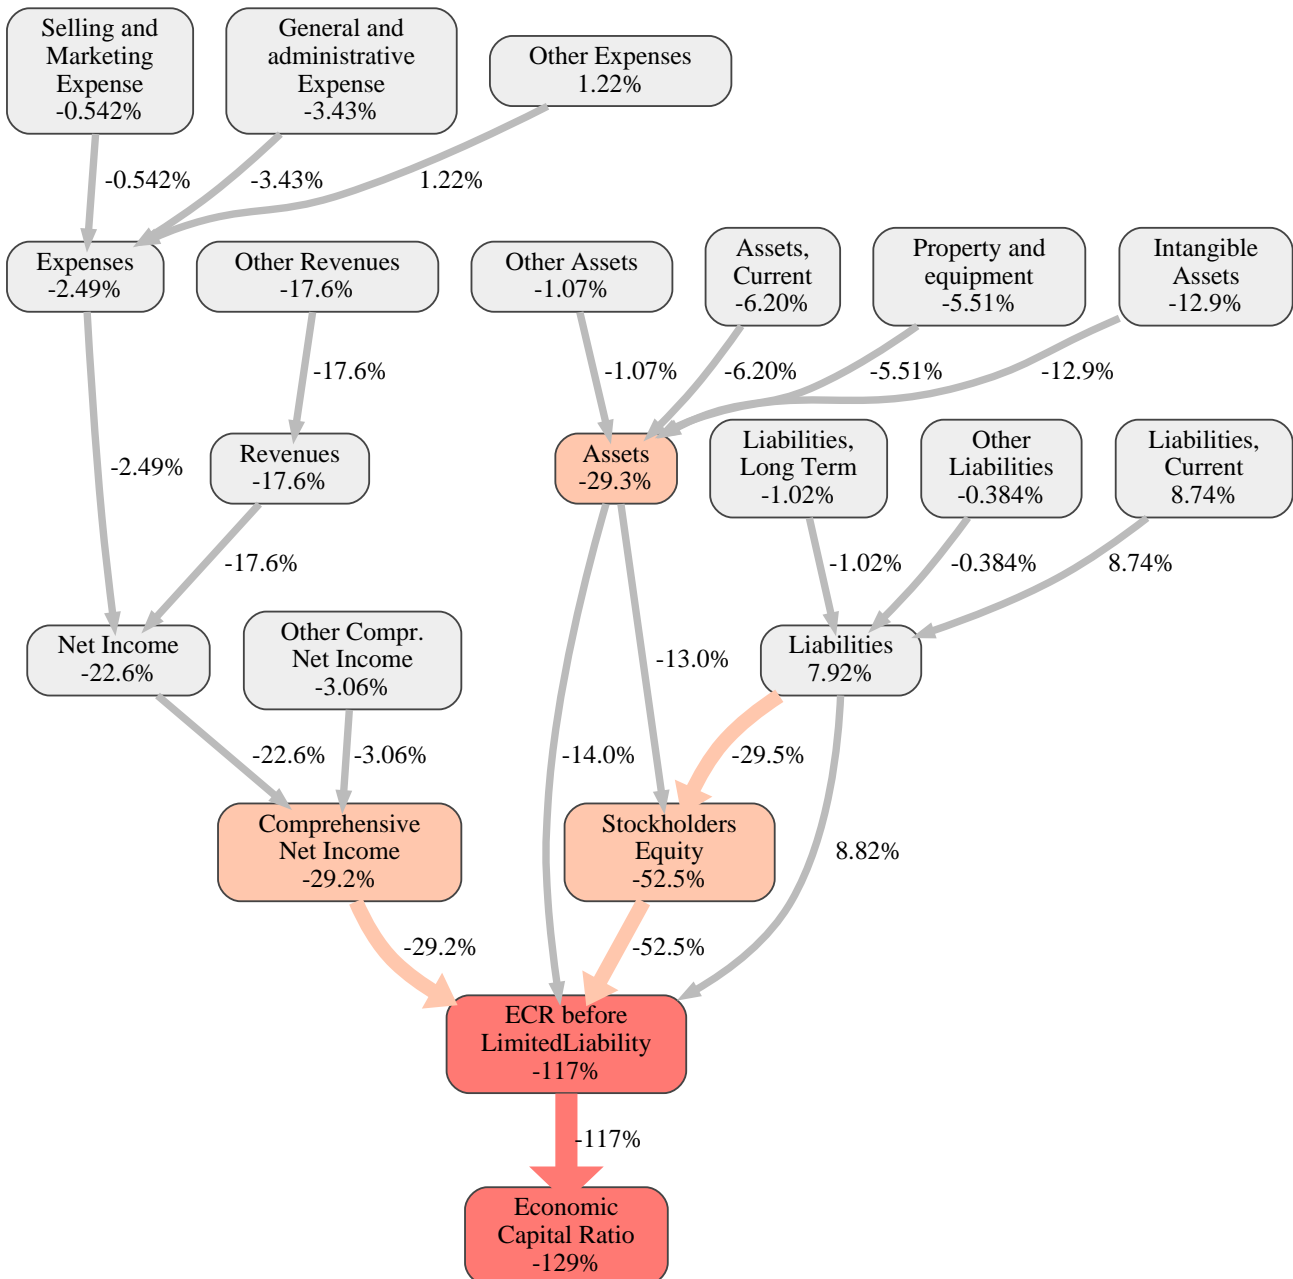 Selling and
Marketing
Expense
-0.542%
General and
administrative
Expense
-3.43%
Other Expenses
1.22%
-0.542%
-3.43%
1.22%
Expenses
-2.49%
Other Revenues
-17.6%
Other Assets
-1.07%
Assets,
Current
-6.20%
Property and
equipment
-5.51%
Intangible
Assets
-12.9%
-17.6%
-1.07%
-6.20%
-5.51%
-12.9%
-2.49%
Revenues
-17.6%
Assets
-29.3%
Liabilities,
Long Term
-1.02%
Other
Liabilities
-0.384%
Liabilities,
Current
8.74%
-17.6%
-1.02%
-0.384%
8.74%
Net Income
-22.6%
Other Compr.
Net Income
-3.06%
-13.0%
Liabilities
7.92%
-22.6%
-3.06%
-14.0%
-29.5%
Comprehensive
Net Income
-29.2%
Stockholders
Equity
-52.5%
8.82%
-29.2%
-52.5%
ECR before
LimitedLiability
-117%
-117%
Economic
Capital Ratio
-129%